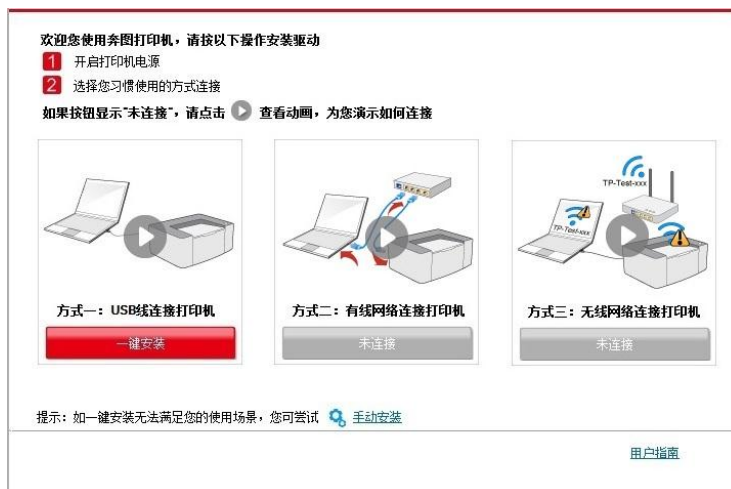 欢迎您使用奔图打印机，请按以下操作安装驱动
1 开启打印机电源
2 选择您习惯使用的方式连接
如果按钮显示"未连接"，请点击 查看动画，为您演示如何连接
TP-Test-xxx
TP-Test-xxx
方式一：USB线连接打印机
方式二：有线网络连接打印机
方式三：无线网络连接打印机
一键安装
未连接
未连接
提示：如一键安装无法满足您的使用场景，您可尝试 手动安装
用户指南